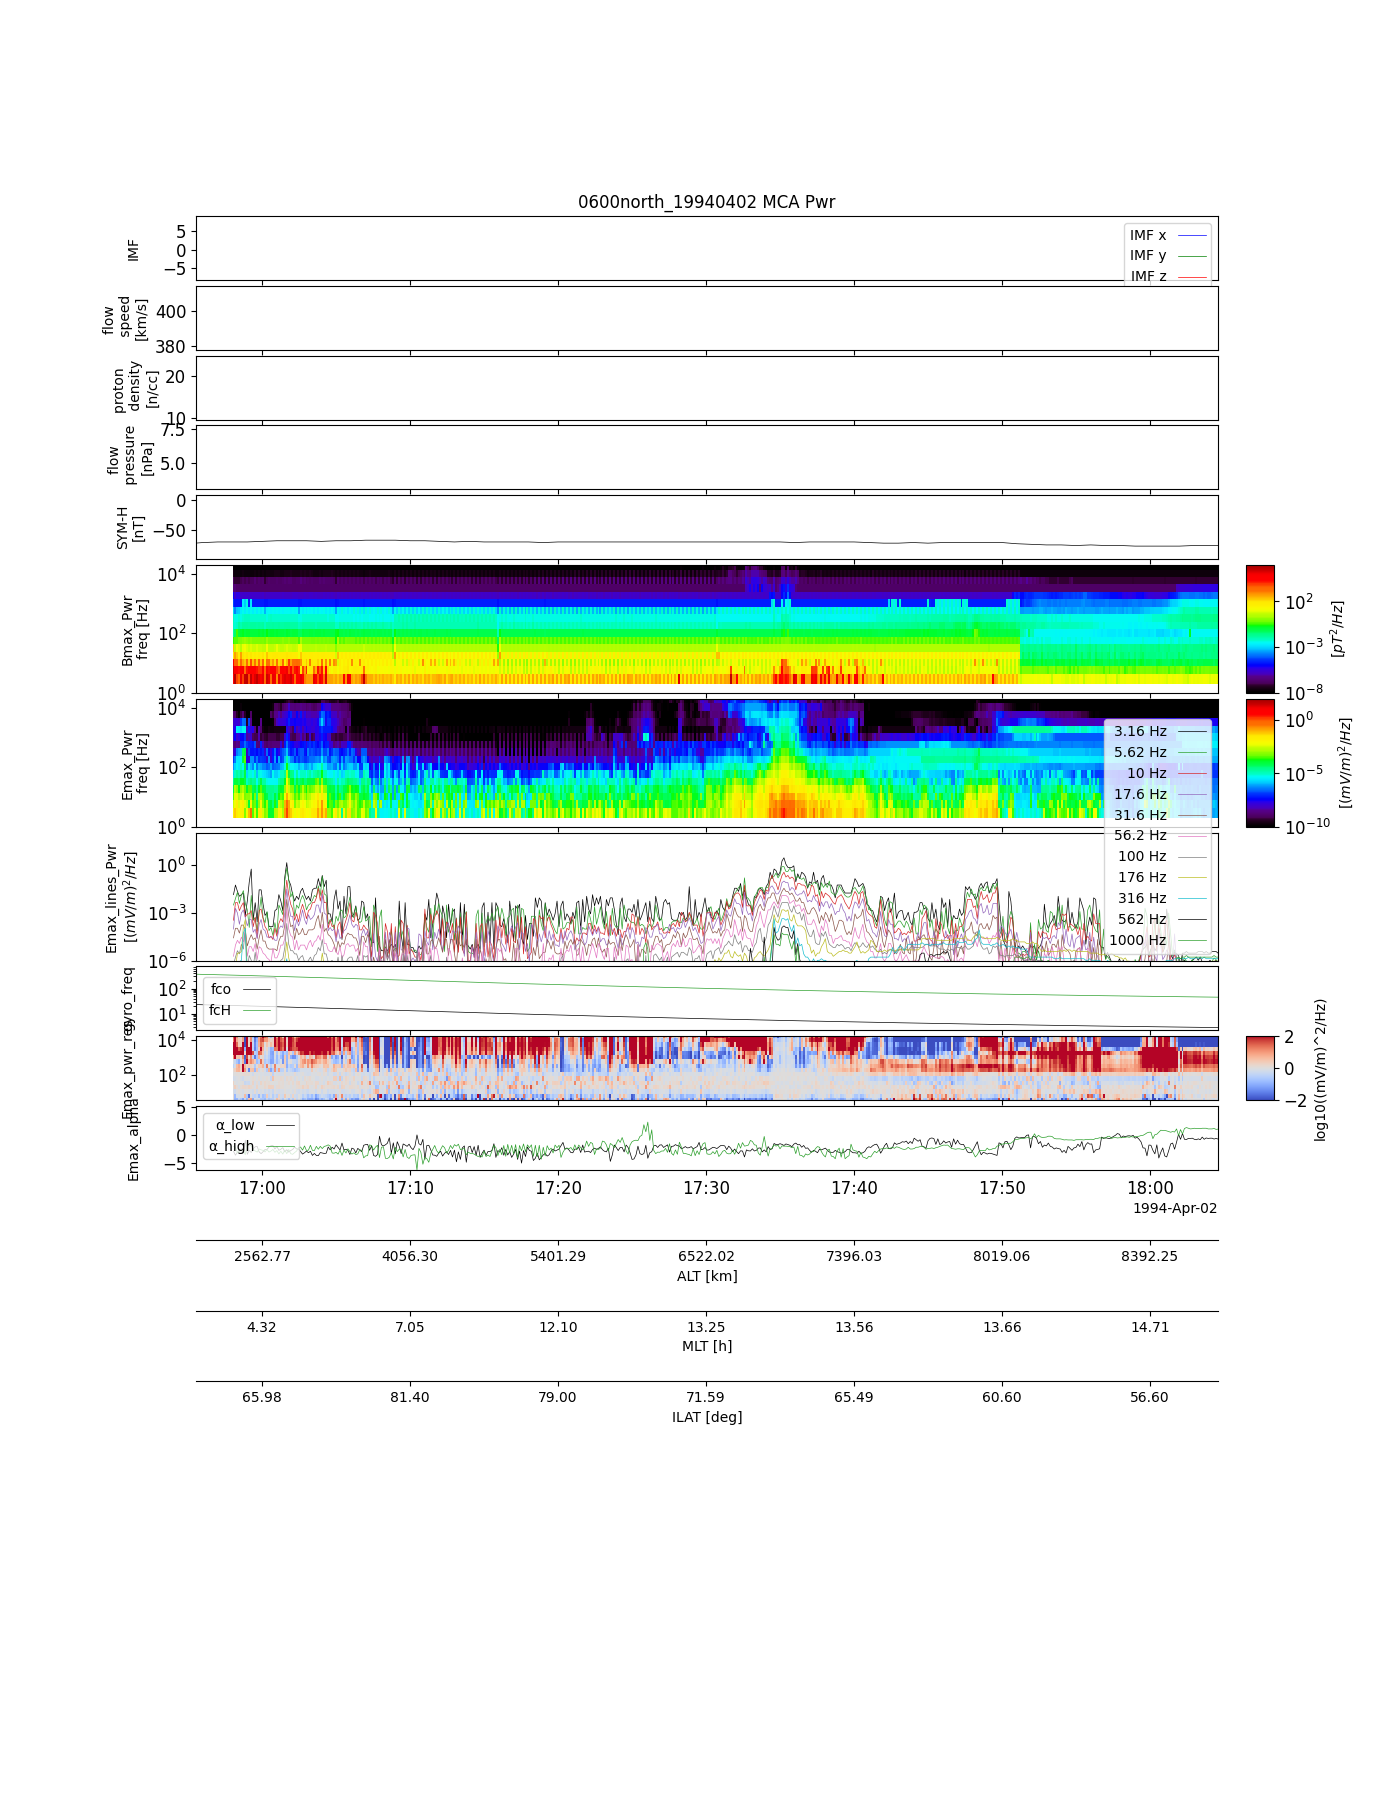 0600north_19940402 MCA Pwr
IMF
5
0
−5
IMF x
IMF y
IMF z
flow
speed
[km/s]
400
380
proton
density
[n/cc]
20
10
flow
pressure
[nPa]
7.5
5.0
SYM-H
[nT]
0
−50
Bmax_Pwr
freq [Hz]
10^4
10^2
10^0
10^2
10^−3
10^−8
[pT^2/Hz]
Emax_Pwr
freq [Hz]
10^4
10^2
10^0
10^0
10^−5
10^−10
[(mV/m)^2/Hz]
3.16 Hz
5.62 Hz
10 Hz
17.6 Hz
31.6 Hz
56.2 Hz
100 Hz
176 Hz
316 Hz
562 Hz
1000 Hz
Emax_lines_Pwr
[(mV/m)^2/Hz]
10^0
10^−3
10^−6
gyro_freq
10^2
10^1
fco
fcH
Emax_pwr_reg
10^4
10^2
2
0
−2
log10((mV/m)^2/Hz)
Emax_alpha
5
0
−5
α_low
α_high
17:00 17:10 17:20 17:30 17:40 17:50 18:00
1994-Apr-02
2562.77 4056.30 5401.29 6522.02 7396.03 8019.06 8392.25
ALT [km]
4.32 7.05 12.10 13.25 13.56 13.66 14.71
MLT [h]
65.98 81.40 79.00 71.59 65.49 60.60 56.60
ILAT [deg]